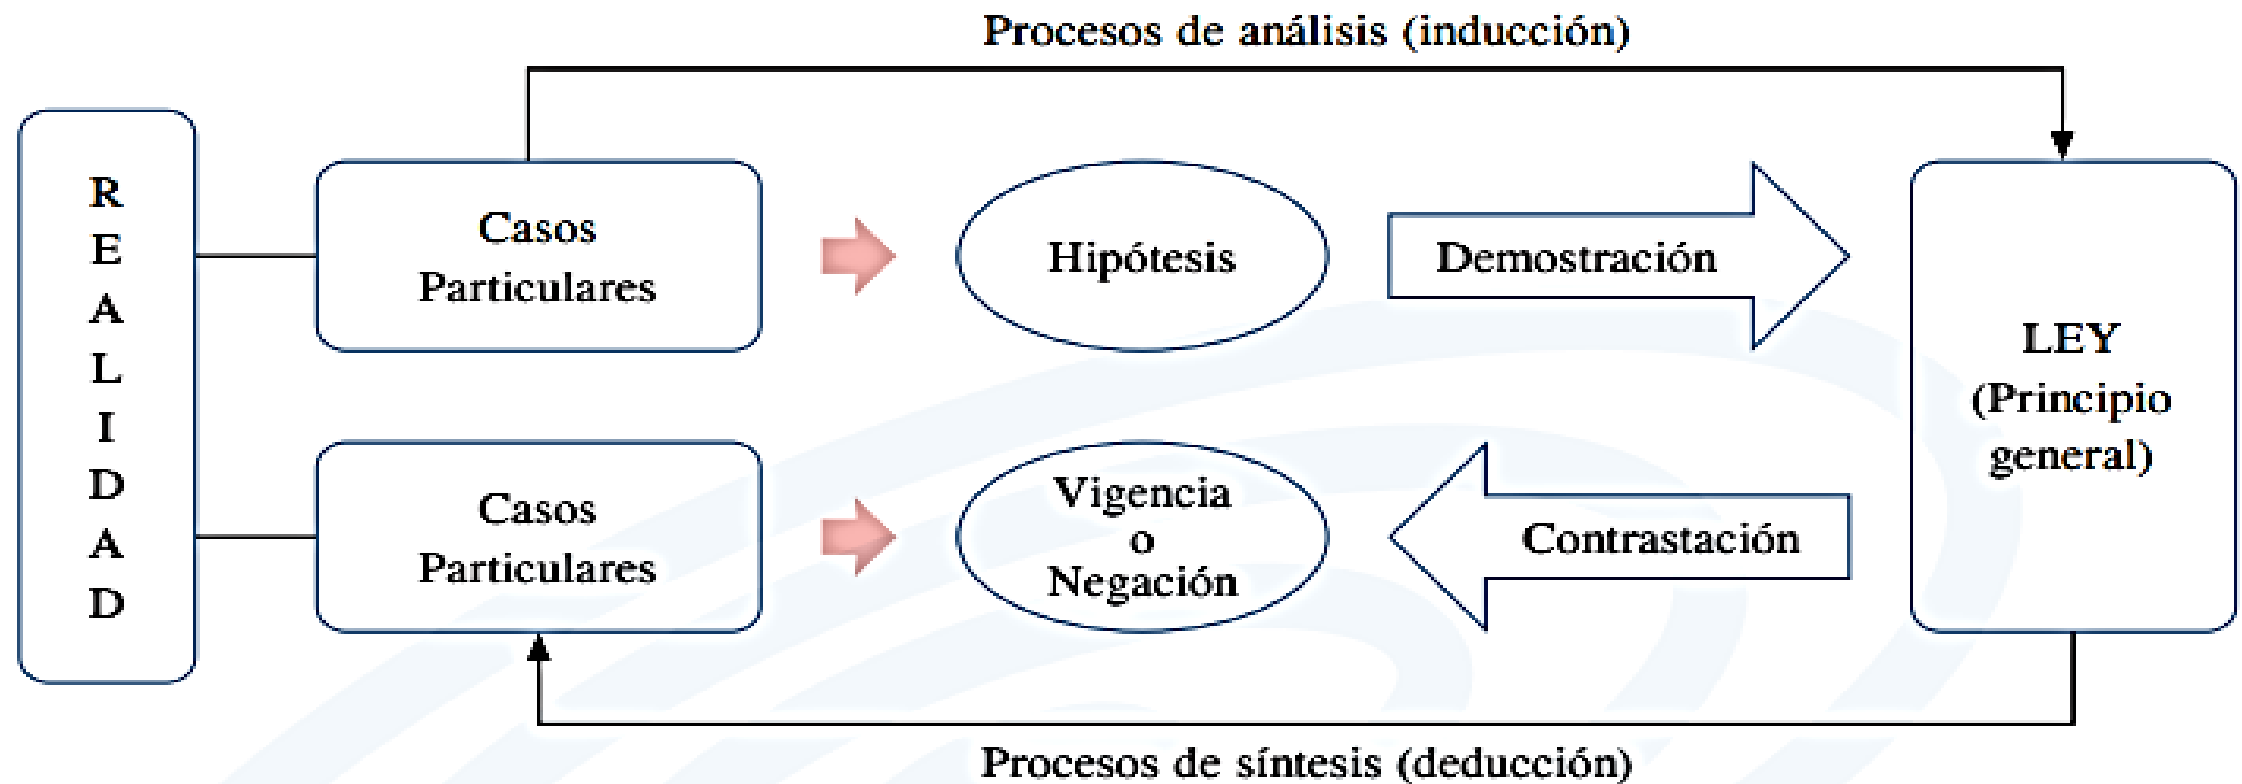 Procesos de análisis (inducción)
R
E
A
L
I
D
A
D
Casos
Particulares
Hipótesis
Demostración
LEY
(Principio
general)
Casos
Particulares
Vigencia
o
Negación
Contrastación
Procesos de síntesis (deducción)